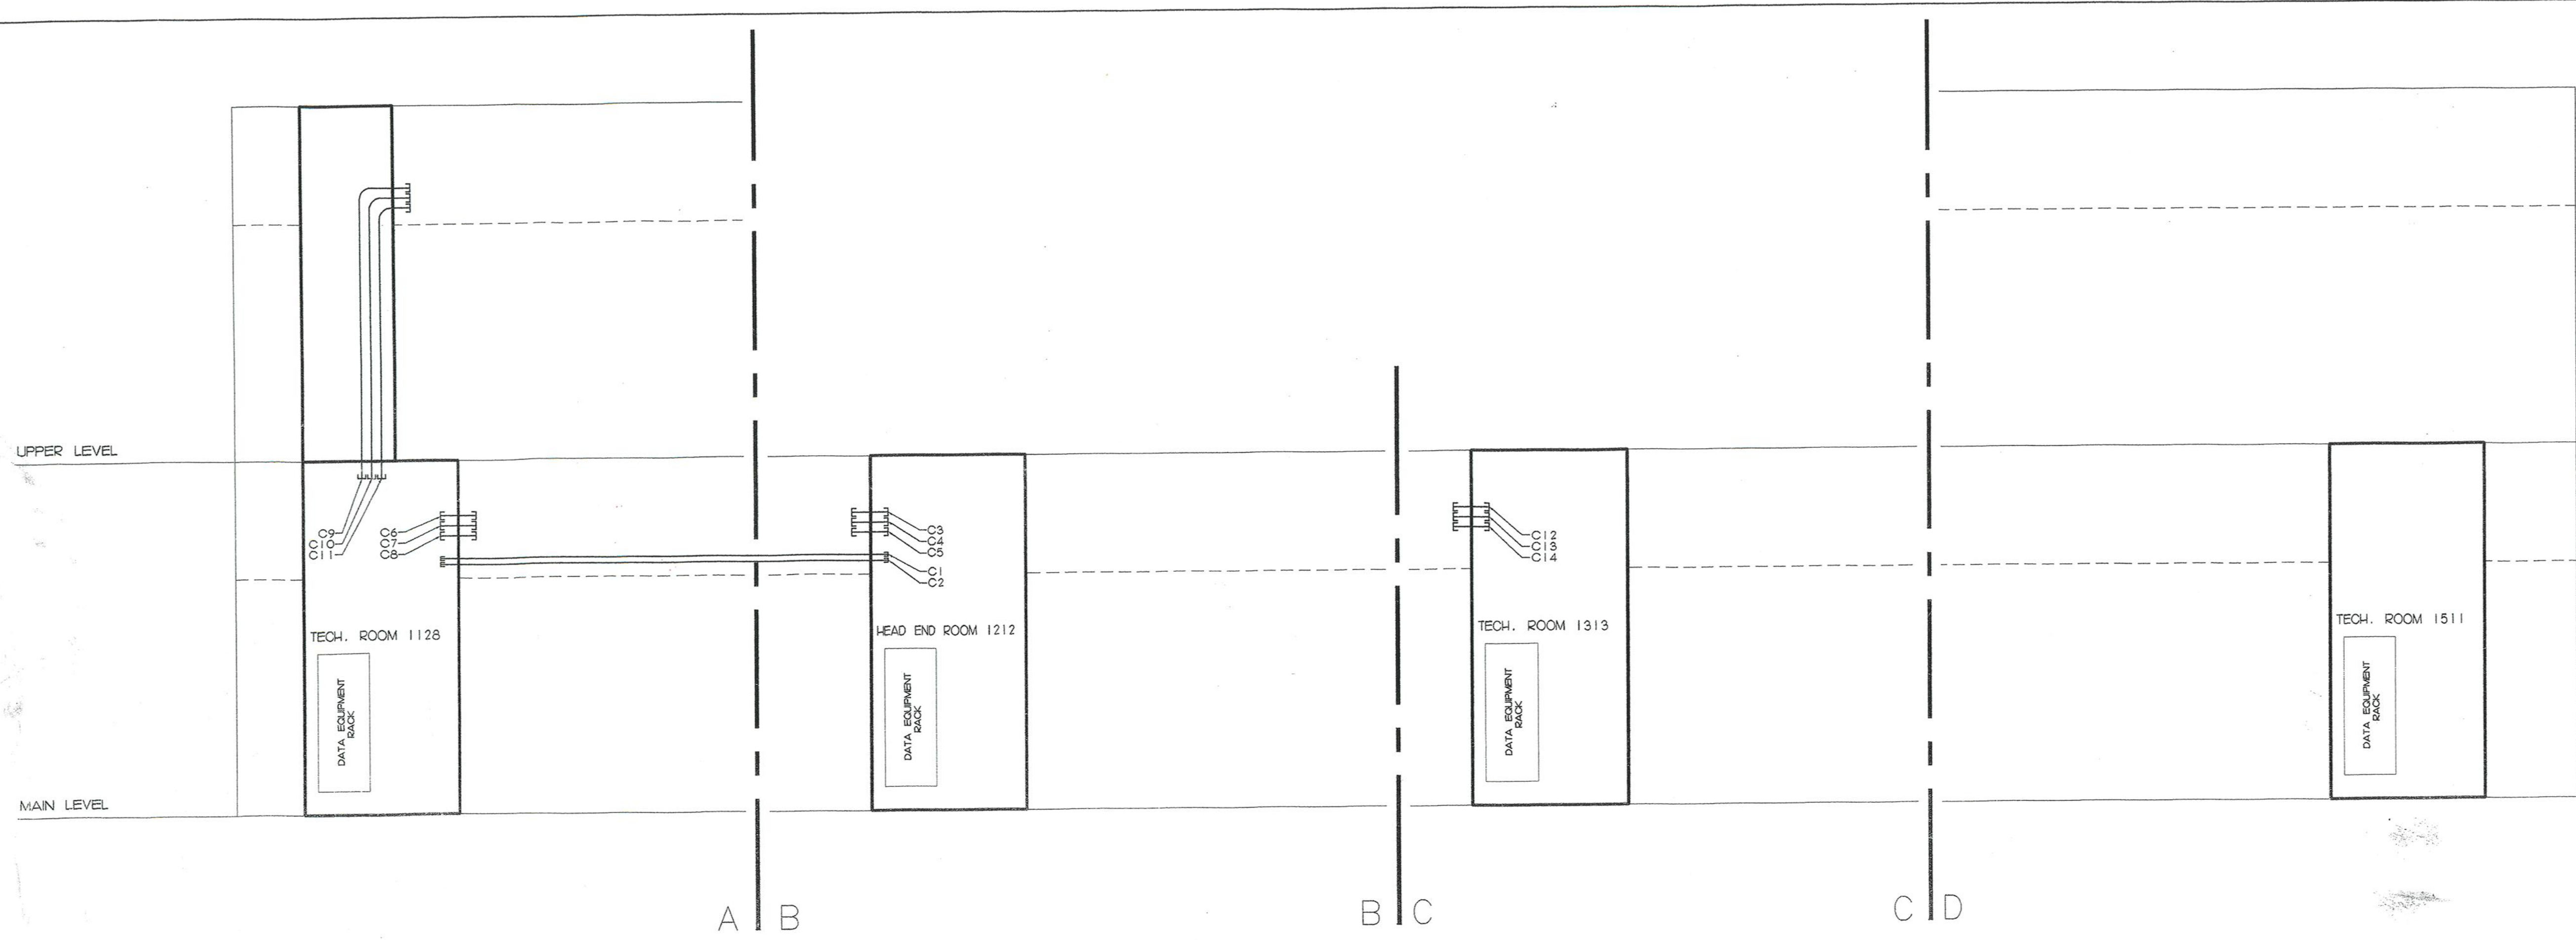 UPPER LEVEL
C9
C10
C11
C6
C7
C8
C3
C4
C5
C1
C2
C12
C13
C14
TECH. ROOM 1128
HEAD END ROOM 1212
TECH. ROOM 1313
TECH. ROOM 1511
DATA EQUIPMENT
RACK
DATA EQUIPMENT
RACK
DATA EQUIPMENT
RACK
DATA EQUIPMENT
RACK
MAIN LEVEL
A B
B C
C D